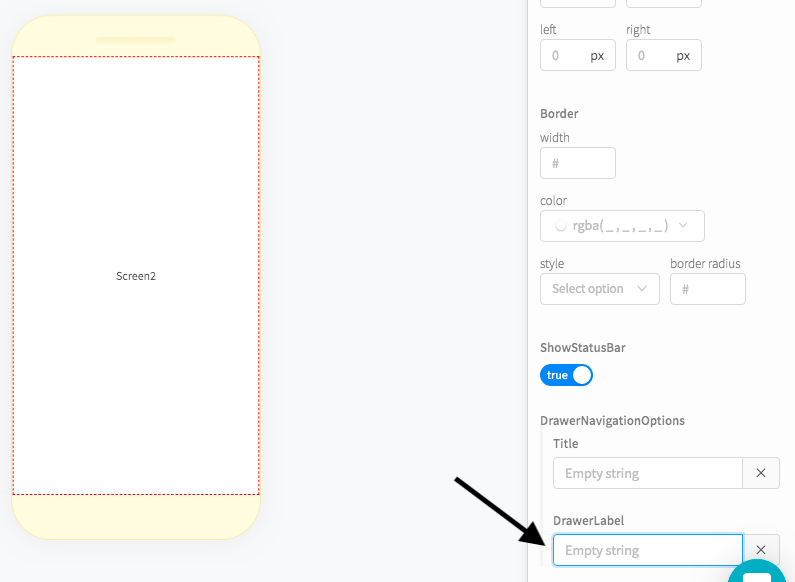 left right
0 px 0 px
Border
width
#
color
rgba( _ , _ , _ , _ )
style border radius
Select option #
Screen2
ShowStatusBar
true
DrawerNavigationOptions
Title
Empty string
DrawerLabel
Empty string